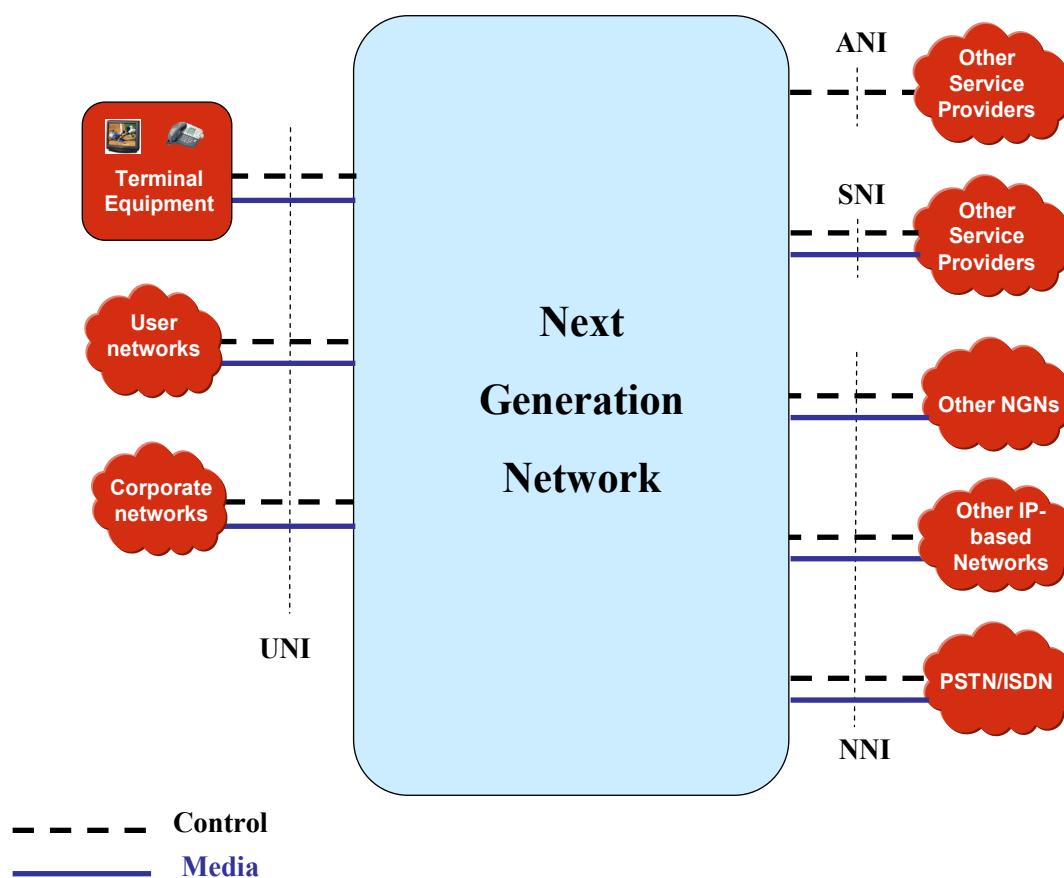 ANI
Other
Service
Providers
Terminal
Equipment
SNI
Other
Service
Providers
User
networks
Next
Generation
Network
Other NGNs
Corporate
networks
Other IP-
based
Networks
UNI
PSTN/ISDN
NNI
Control
Media